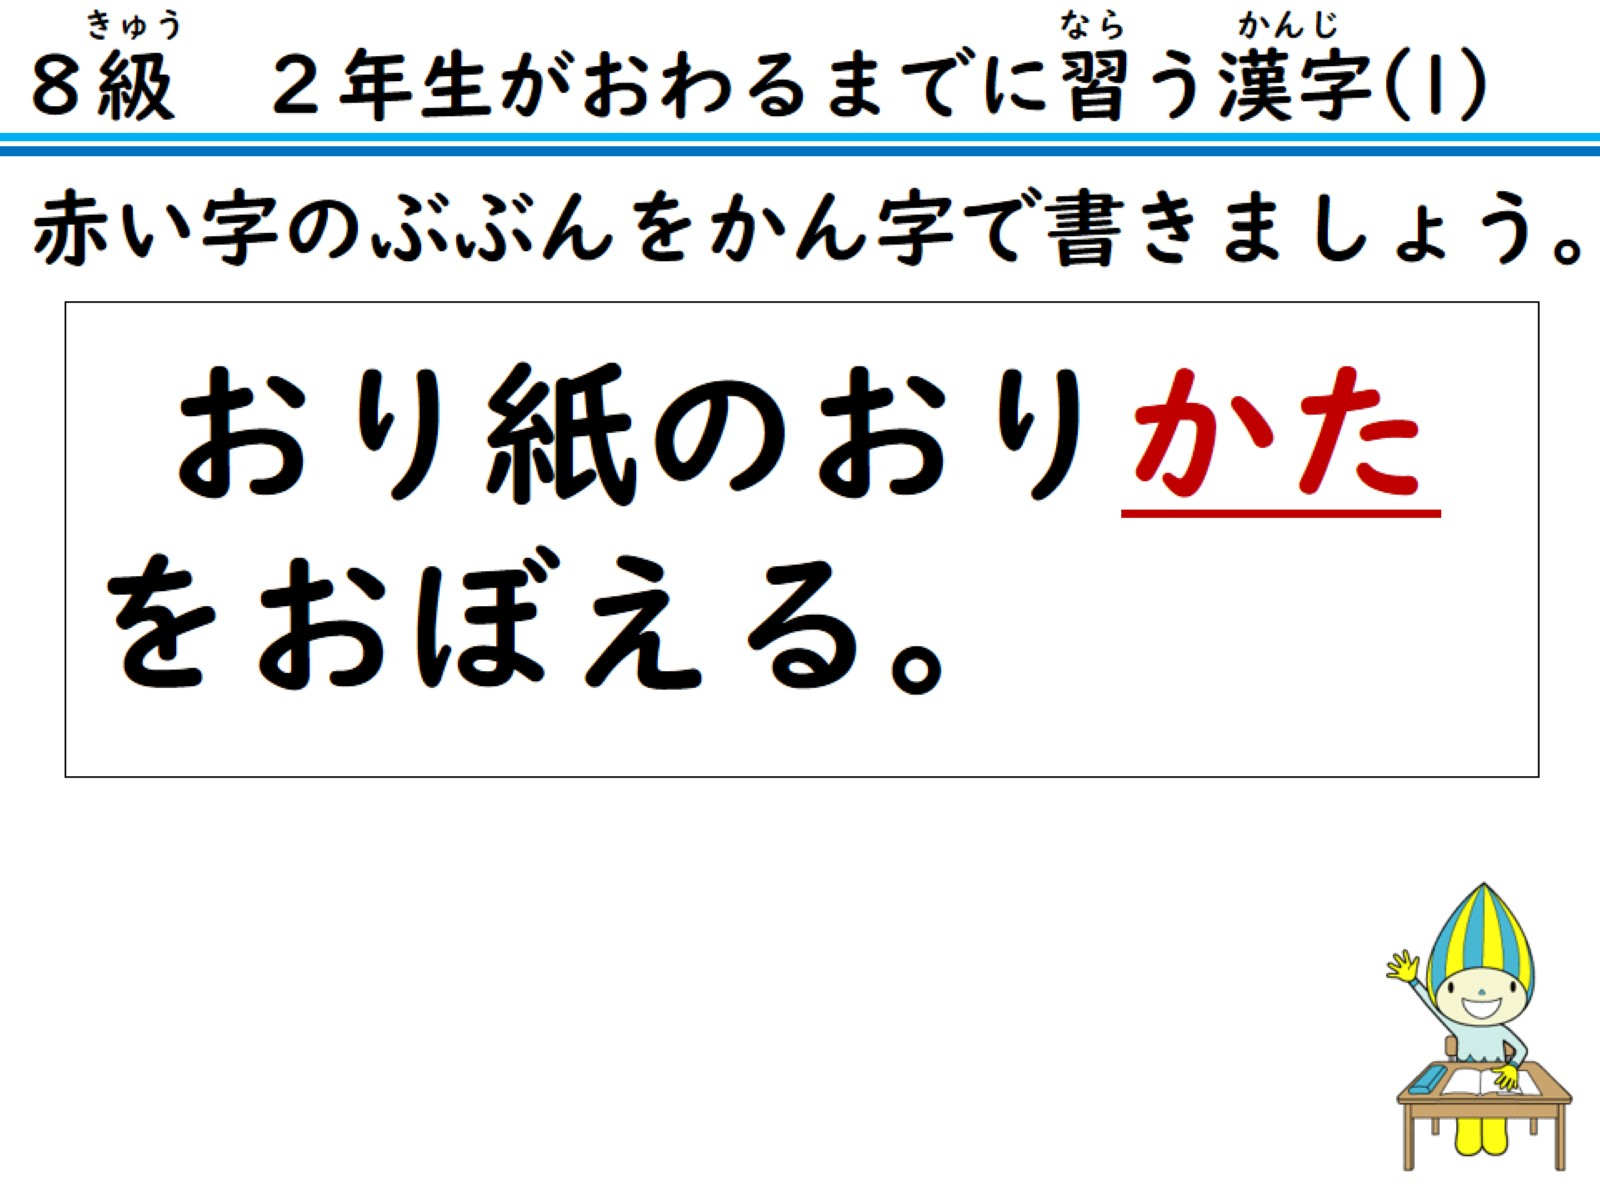 きゅう なら かんじ
８級　２年生がおわるまでに習う漢字(1)
赤い字のぶぶんをかん字で書きましょう。
おり紙のおりかた
をおぼえる。